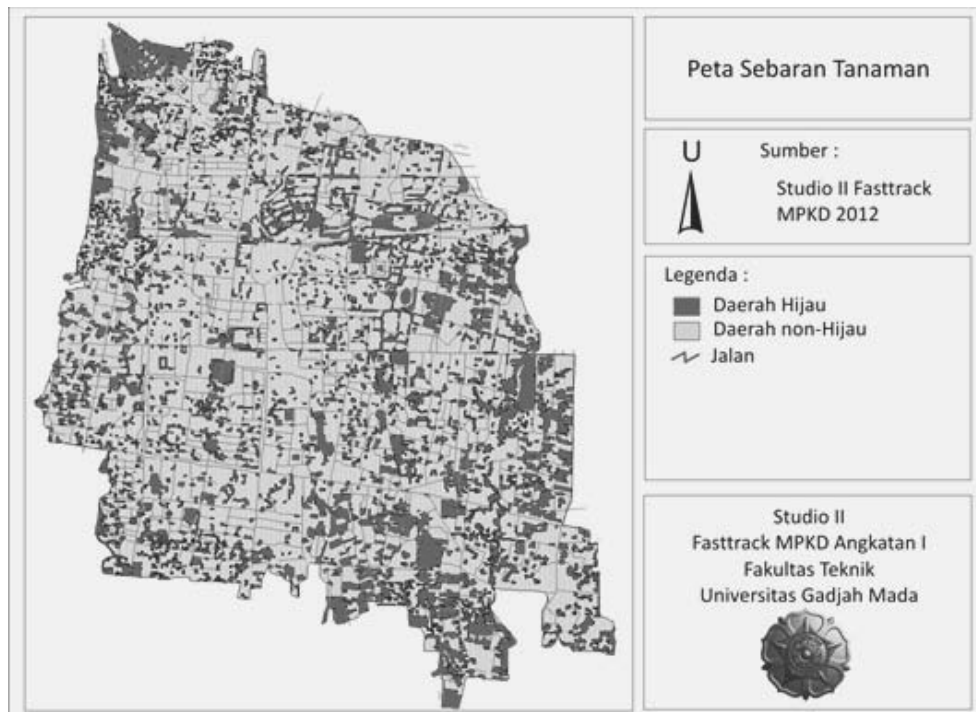 Peta Sebaran Tanaman
U
Sumber :
Studio II Fasttrack
MPKD 2012
Legenda :
Daerah Hijau
Daerah non-Hijau
Jalan
Studio II
Fasttrack MPKD Angkatan I
Fakultas Teknik
Universitas Gadjah Mada